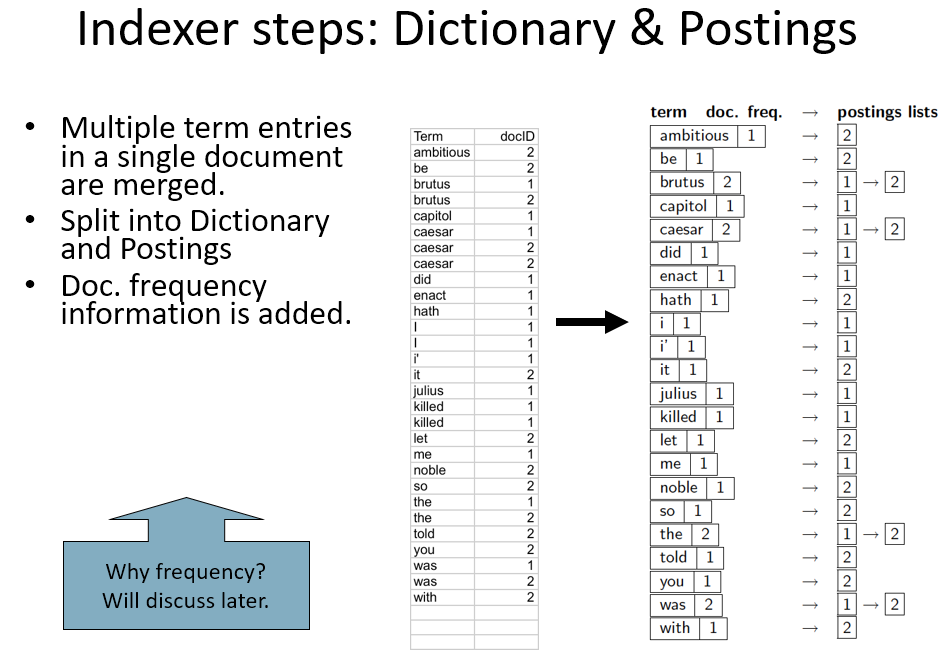 Indexer steps: Dictionary & Postings
• Multiple term entries
in a single document
are merged.
• Split into Dictionary
and Postings
• Doc. frequency
information is added.
Why frequency?
Will discuss later.
Term docID
ambitious 2
be 2
brutus 1
brutus 2
capitol 1
caesar 1
caesar 2
caesar 2
did 1
enact 1
hath 1
I 1
I 1
i' 1
it 2
julius 1
killed 1
killed 1
let 2
me 1
noble 2
so 2
the 1
the 2
told 2
you 2
was 1
was 2
with 2
term doc. freq. → postings lists
ambitious 1 → 2
be 1 → 2
brutus 2 → 1 → 2
capitol 1 → 1
caesar 2 → 1 → 2
did 1 → 1
enact 1 → 1
hath 1 → 2
i 1 → 1
i' 1 → 1
it 1 → 2
julius 1 → 1
killed 1 → 1
let 1 → 2
me 1 → 1
noble 1 → 2
so 1 → 2
the 2 → 1 → 2
told 1 → 2
you 1 → 2
was 2 → 1 → 2
with 1 → 2